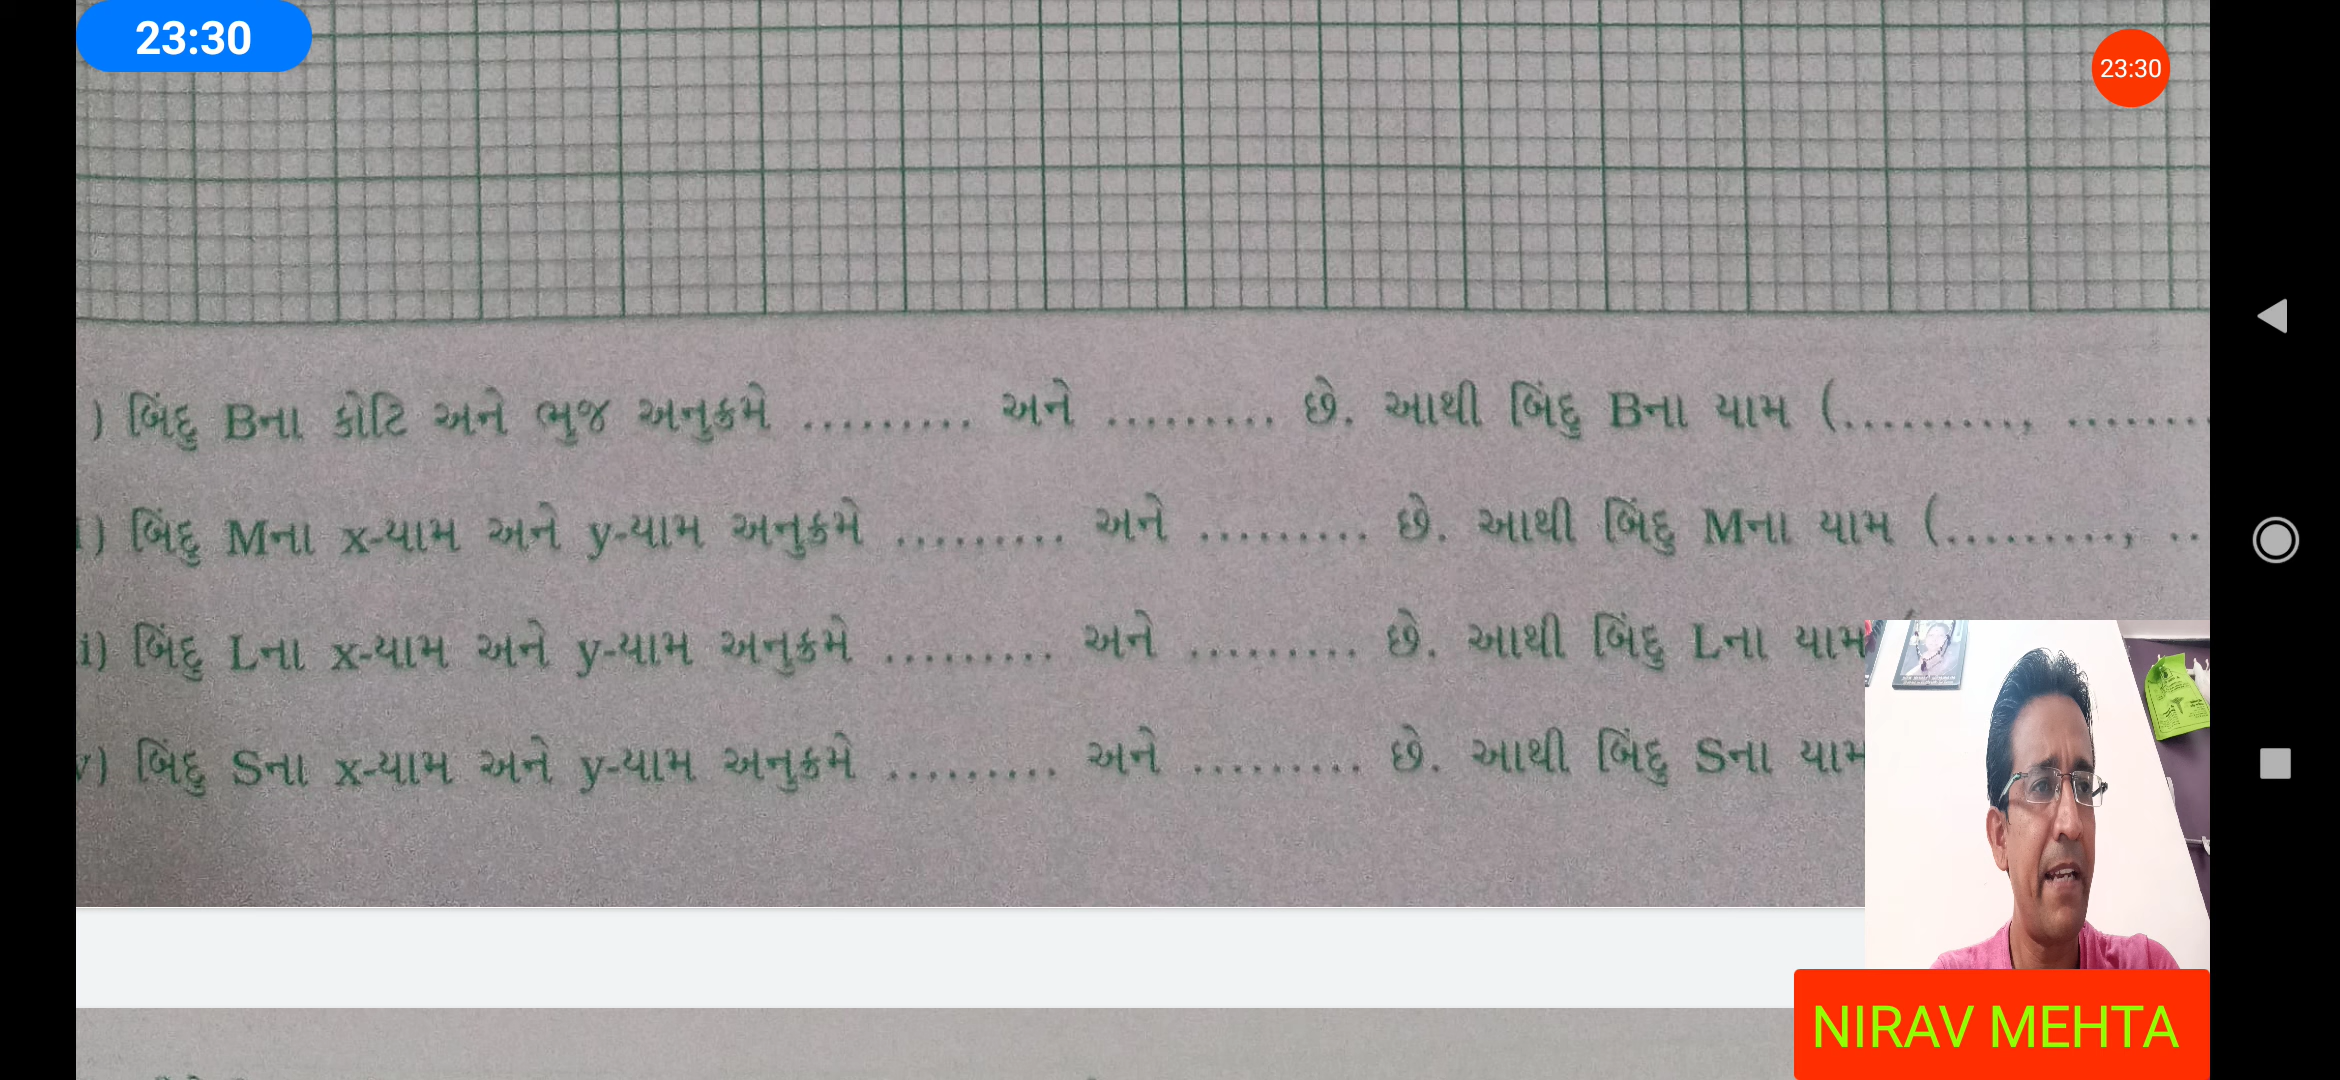 23:30
23:30
) બિંદુ Bના કોટિ અને ભુજ અનુક્રમે ......... અને ......... છે. આથી બિંદુ Bના યામ (........., ........
i) બિંદુ Mના x-યામ અને y-યામ અનુક્રમે ......... અને ......... છે. આથી બિંદુ Mના યામ (........., ..
i) બિંદુ Lના x-યામ અને y-યામ અનુક્રમે ......... અને ......... છે. આથી બિંદુ Lના યામ (
v) બિંદુ Sના x-યામ અને y-યામ અનુક્રમે ......... અને ......... છે. આથી બિંદુ Sના યામ
NIRAV MEHTA